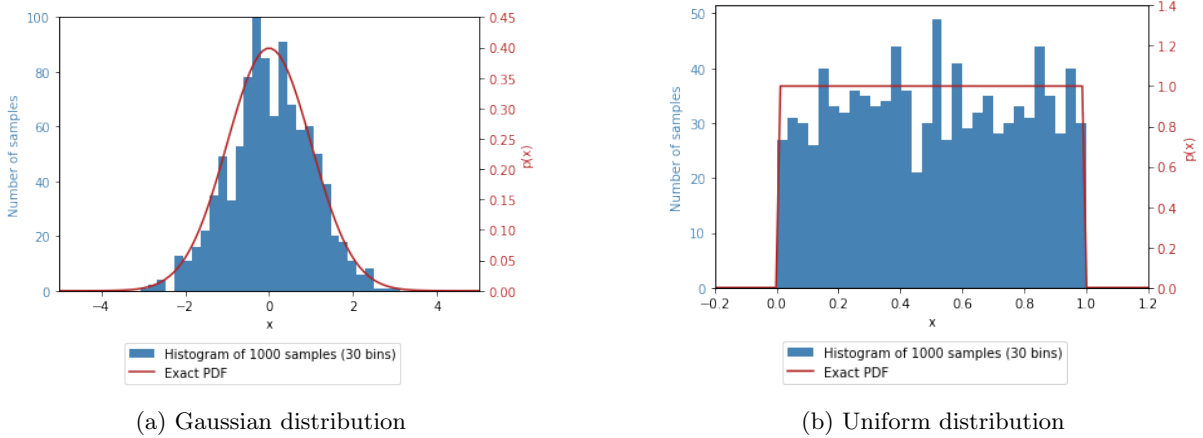 100
80
60
40
20
0
Number of samples
0.45
0.40
0.35
0.30
0.25
0.20
0.15
0.10
0.05
0.00
p(x)
−4 −2 0 2 4
x
Histogram of 1000 samples (30 bins)
Exact PDF
(a) Gaussian distribution
50
40
30
20
10
0
Number of samples
1.4
1.2
1.0
0.8
0.6
0.4
0.2
0.0
p(x)
−0.2 0.0 0.2 0.4 0.6 0.8 1.0 1.2
x
Histogram of 1000 samples (30 bins)
Exact PDF
(b) Uniform distribution